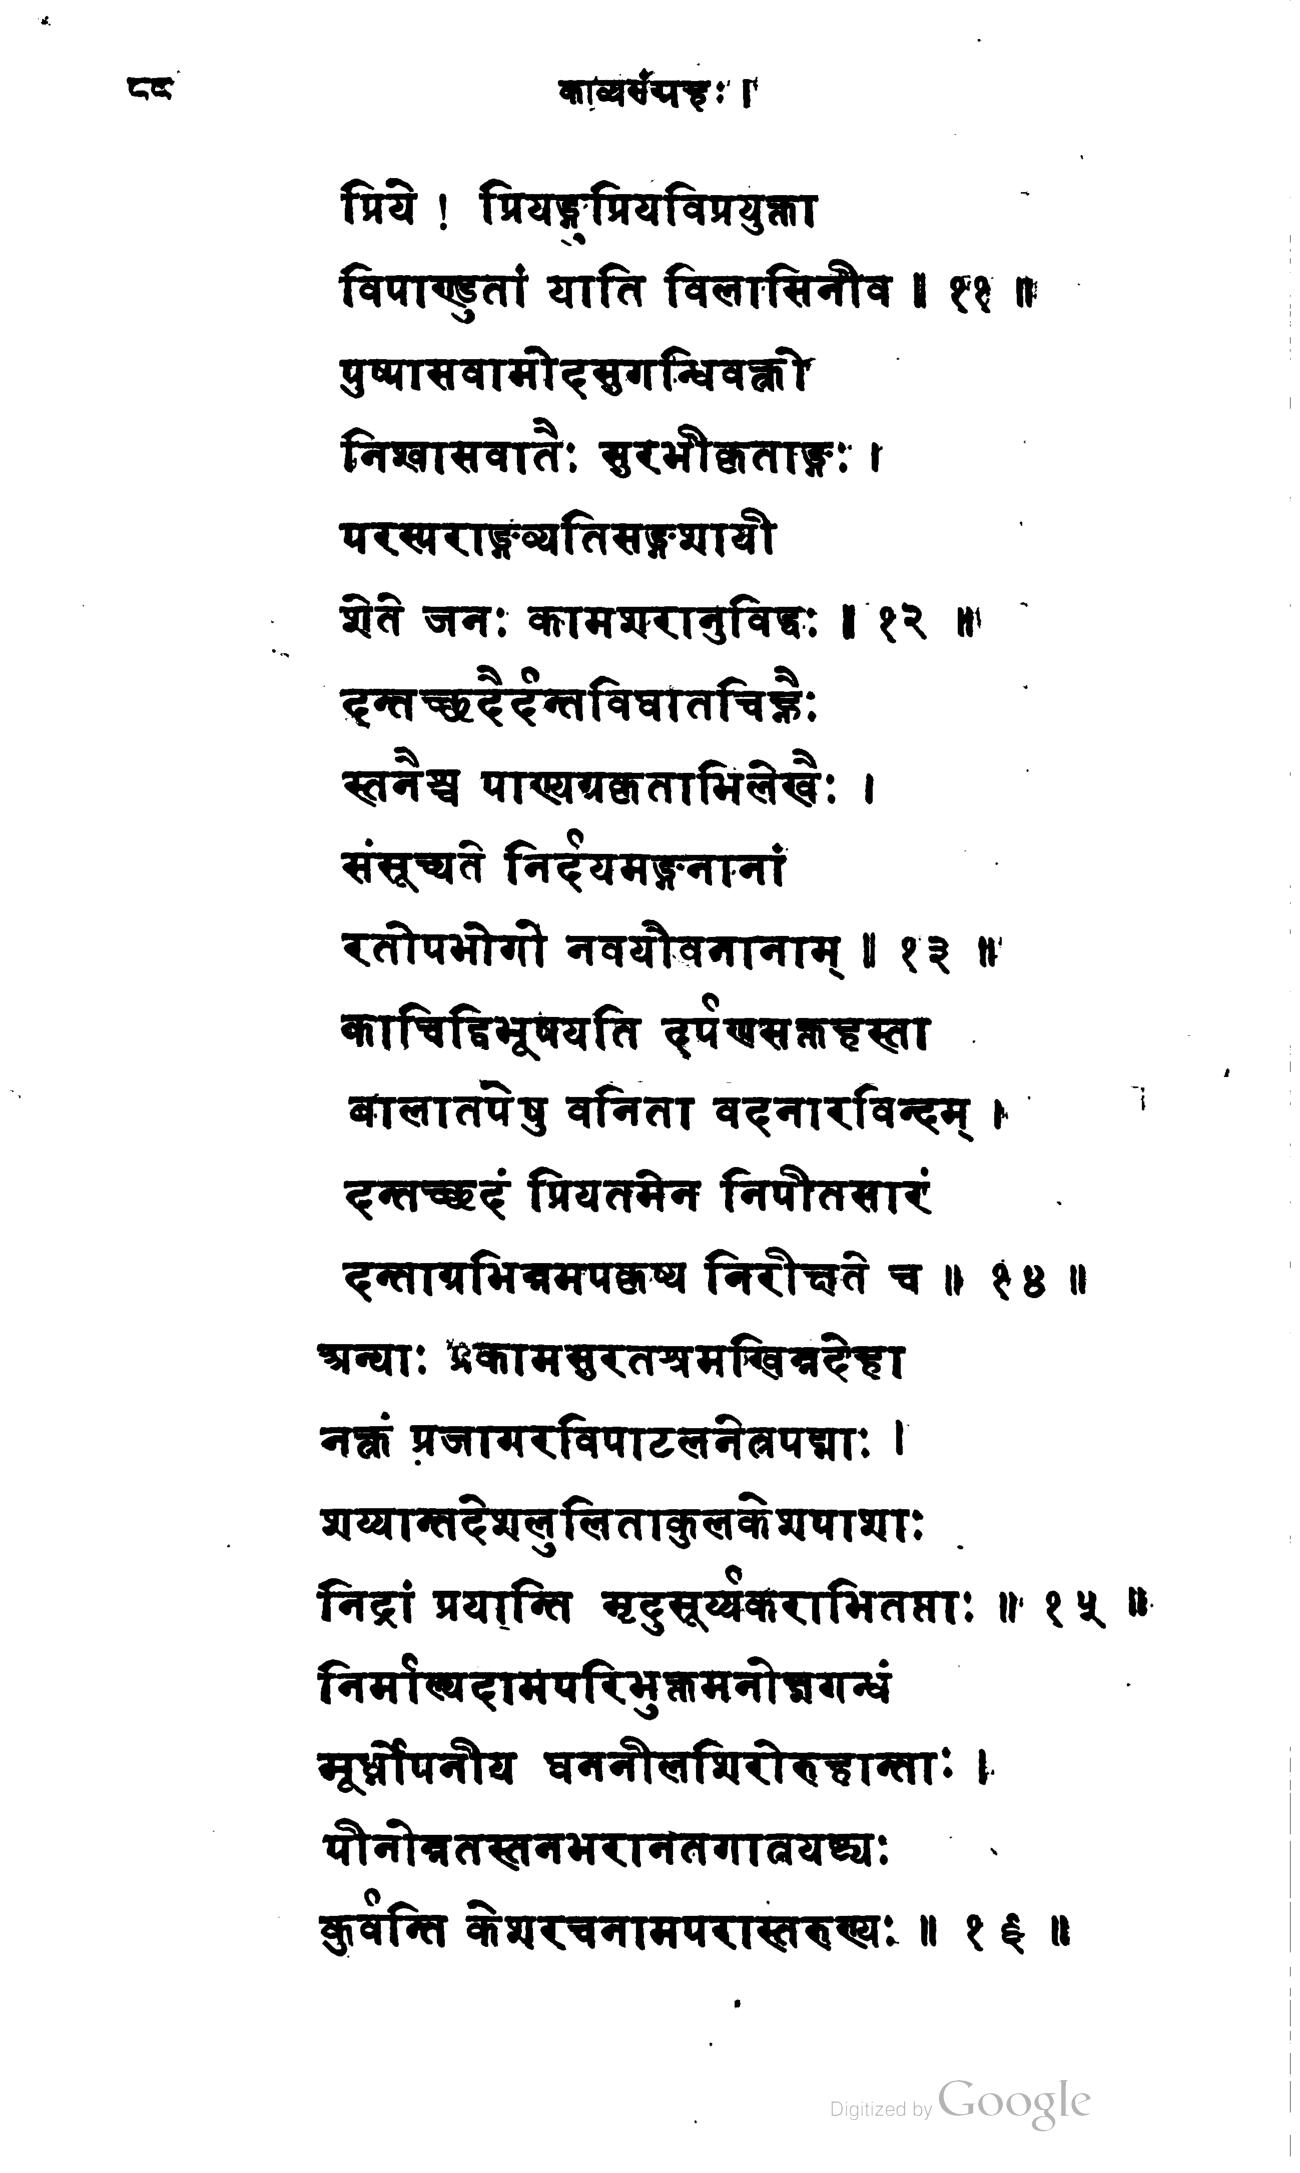 ८९ काव्यसंग्रहः ।
प्रिये ! प्रियङ्गुप्रियविप्रयुक्ता
विपाण्डुतां याति विलासिनीव ॥ ११ ॥
पुष्पासवामोदसुगन्धिवक्त्रो
निश्वासवातैः सुरभीकृताङ्गः ।
परस्पराङ्गव्यतिसङ्गशायी
शेते जनः कामशरानुविद्धः ॥ १२ ॥
दन्तच्छदैर्दन्तविघातचिह्नैः
स्तनैश्च पाण्यग्रकृताभिलेखैः ।
संसूच्यते निर्दयमङ्गनानां
रतोपभोगो नवयौवनानाम् ॥ १३ ॥
काचिद्विभूषयति दर्पणसक्तहस्ता
बालातपेषु वनिता वदनारविन्दम् ।
दन्तच्छदं प्रियतमेन निपीतसारं
दन्ताग्रभिन्नमपकृष्य निरीक्षते च ॥ १४ ॥
अन्याः प्रकामसुरतश्रमखिन्नदेहा
नक्तं प्रजागरविपाटलनेत्रपद्माः ।
शय्यान्तदेशलुलिताकुलकेशपाशाः
निद्रां प्रयान्ति मृदुसूर्य्यकराभितप्ताः ॥ १५ ॥
निर्माल्यदामपरिभुक्तमनोज्ञगन्धं
मूर्ध्नोपनीय घननीलशिरोरुहान्ताः ।
पीनोन्नतस्तनभरानतगात्रयष्ट्यः
कुर्वन्ति केशरचनामपरास्तरुण्यः ॥ १६ ॥
Digitized by Google